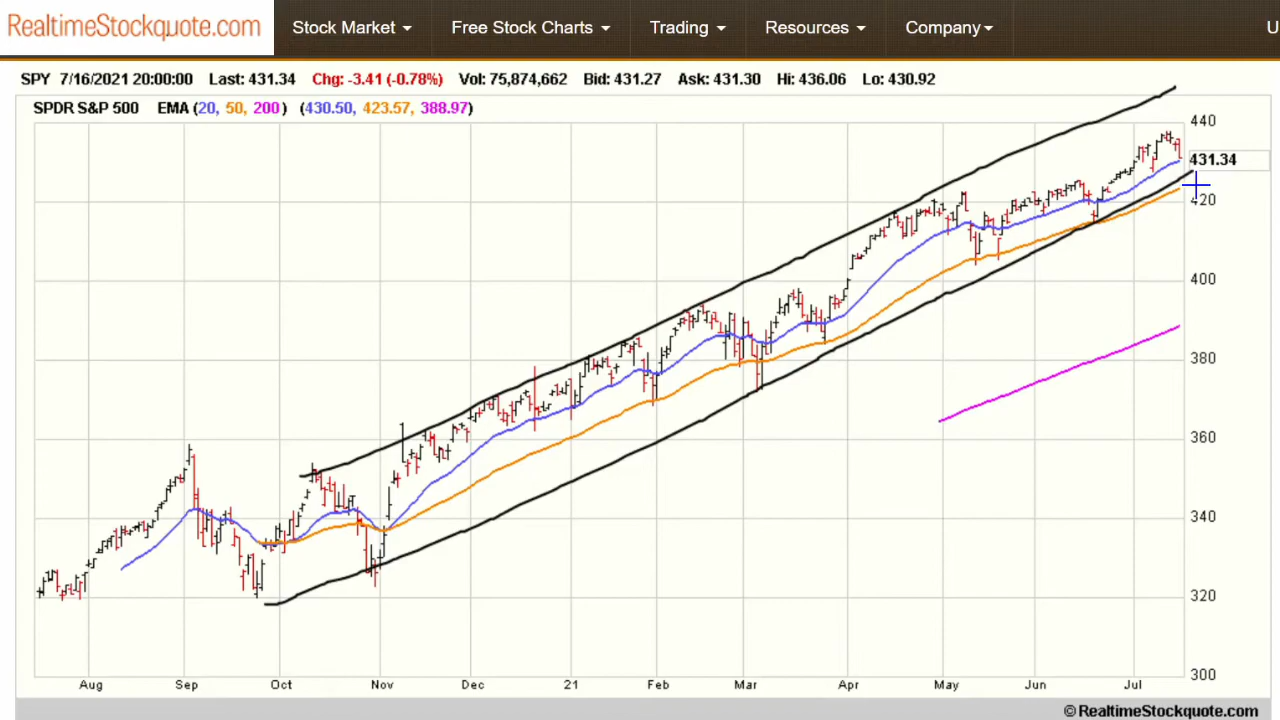 RealtimeStockquote.com Stock Market Free Stock Charts Trading Resources Company U
SPY 7/16/2021 20:00:00 Last: 431.34 Chg: -3.41 (-0.78%) Vol: 75,874,662 Bid: 431.27 Ask: 431.30 Hi: 436.06 Lo: 430.92
SPDR S&P 500 EMA (20, 50, 200) (430.50, 423.57, 388.97)
440
431.34
420
400
380
360
340
320
300
Aug Sep Oct Nov Dec 21 Feb Mar Apr May Jun Jul
© RealtimeStockquote.com